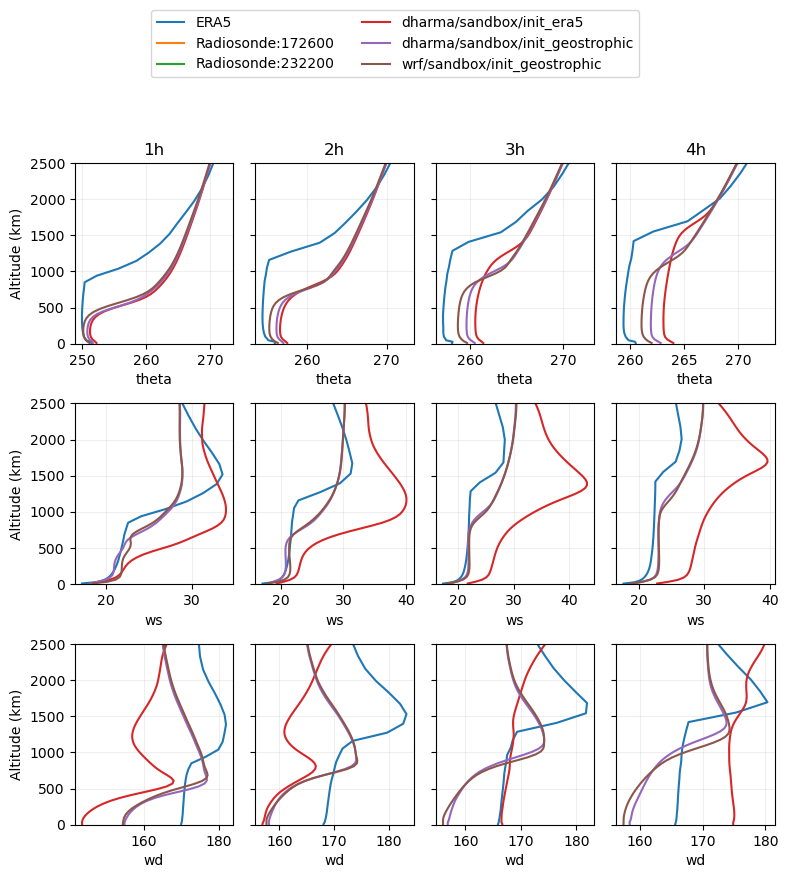 ERA5
Radiosonde:172600
Radiosonde:232200
dharma/sandbox/init_era5
dharma/sandbox/init_geostrophic
wrf/sandbox/init_geostrophic
1h 2h 3h 4h
Altitude (km)
2500
2000
1500
1000
500
0
250 260 270
260 270
260 270
260 265 270
theta theta theta theta
Altitude (km)
2500
2000
1500
1000
500
0
20 30
20 30 40
20 30 40
20 30 40
ws ws ws ws
Altitude (km)
2500
2000
1500
1000
500
0
160 180
160 170 180
160 170 180
160 170 180
wd wd wd wd